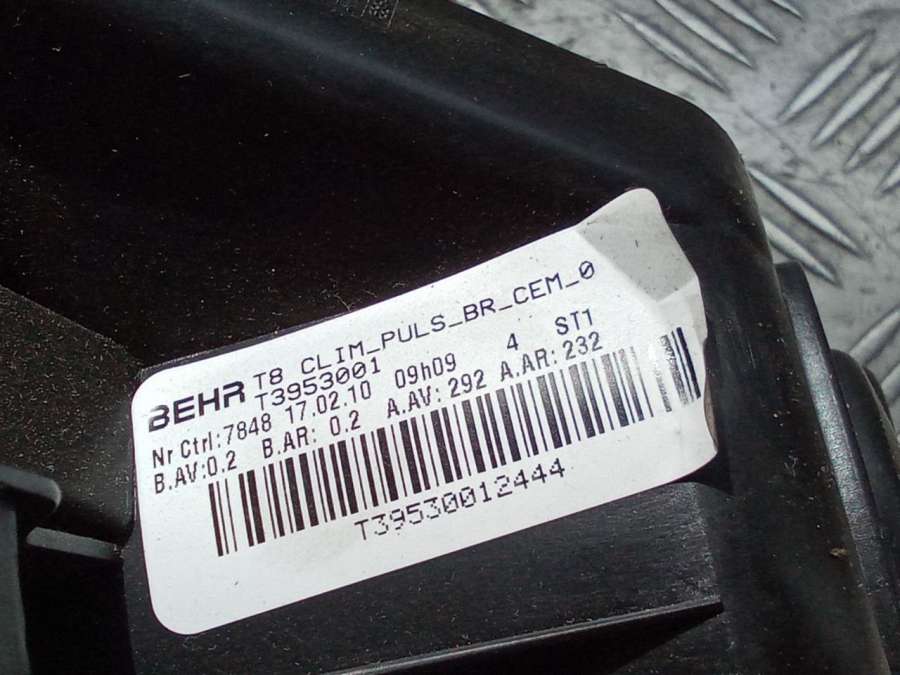 BEHR T8 CLIM_PULS_BR_CEM_0
T3953001
Nr Ctrl:7848 17.02.10 09h09 4 ST1
B.AV:0.2 B.AR: 0.2 A.AV:292 A.AR:232
T39530012444